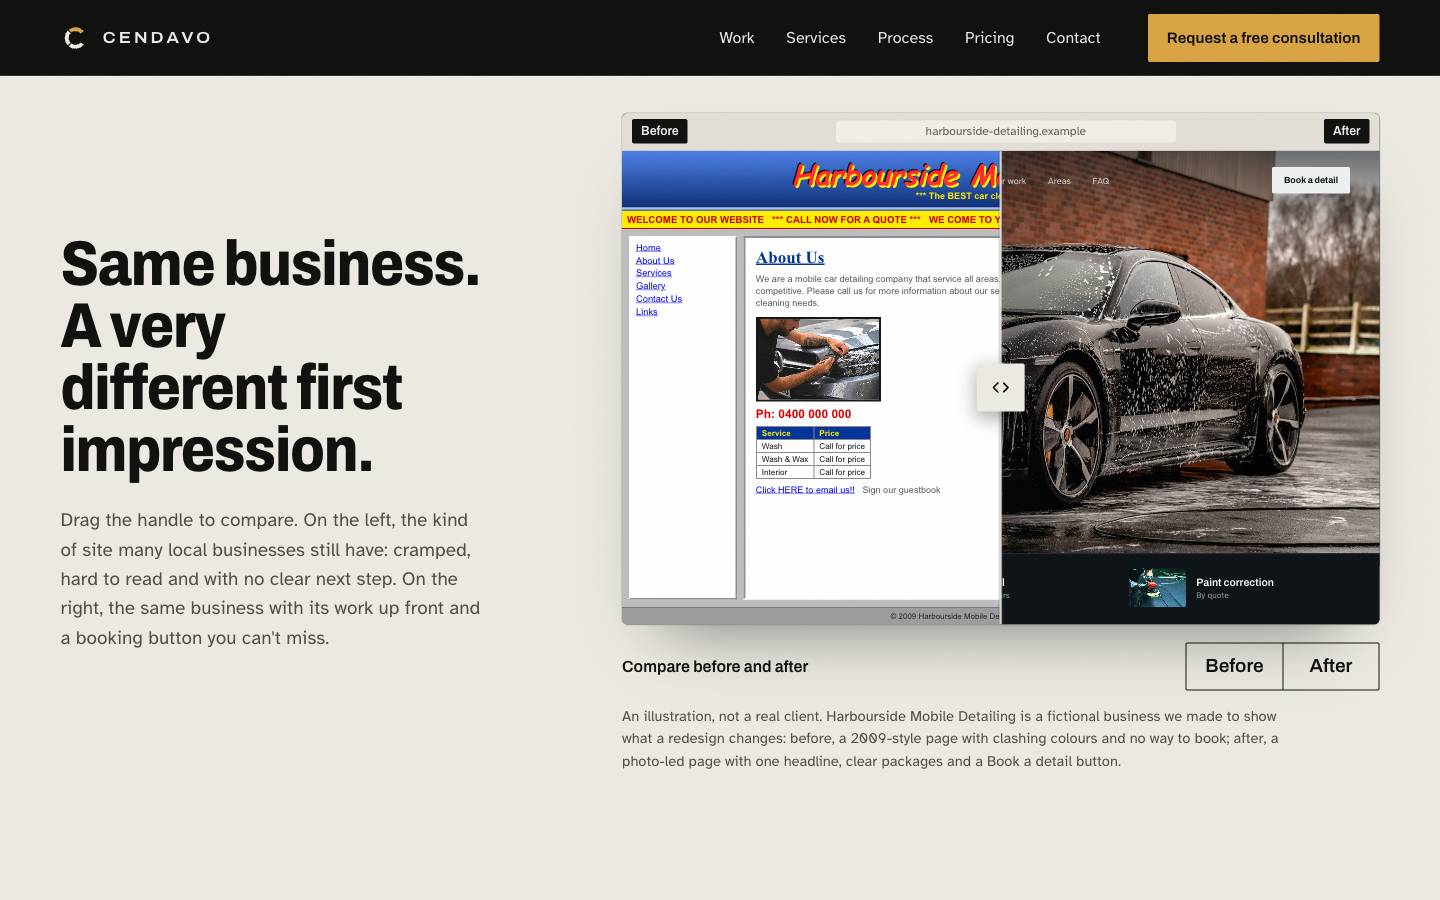 CENDAVO
Work
Services
Process
Pricing
Contact
Request a free consultation
Same business.
A very
different first
impression.
Drag the handle to compare. On the left, the kind
of site many local businesses still have: cramped,
hard to read and with no clear next step. On the
right, the same business with its work up front and
a booking button you can't miss.
Before
harbourside-detailing.example
After
Harbourside M
*** The BEST car cl
WELCOME TO OUR WEBSITE *** CALL NOW FOR A QUOTE *** WE COME TO Y
Home
About Us
Services
Gallery
Contact Us
Links
About Us
We are a mobile car detailing company that service all areas.
competitive. Please call us for more information about our se
cleaning needs.
Ph: 0400 000 000
Service Price
Wash Call for price
Wash & Wax Call for price
Interior Call for price
Click HERE to email us!! Sign our guestbook
© 2009 Harbourside Mobile De
r work
Areas
FAQ
Book a detail
Paint correction
By quote
Compare before and after
Before
After
An illustration, not a real client. Harbourside Mobile Detailing is a fictional business we made to show
what a redesign changes: before, a 2009-style page with clashing colours and no way to book; after, a
photo-led page with one headline, clear packages and a Book a detail button.